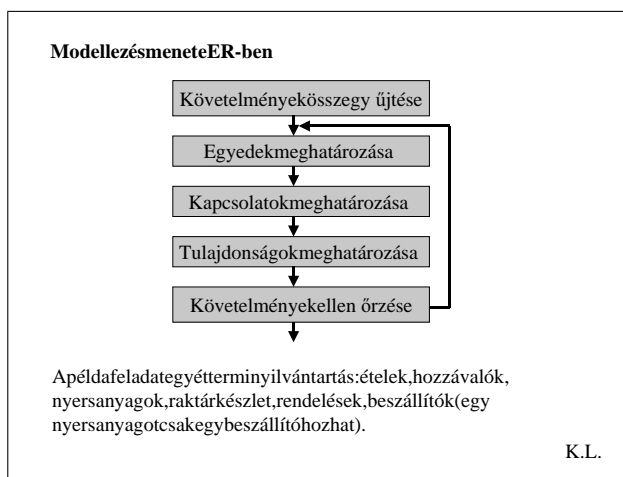 ModellezésmeneteER-ben
Követelményekösszegy űjtése
Egyedekmeghatározása
Kapcsolatokmeghatározása
Tulajdonságokmeghatározása
Követelményekellen őrzése
Apéldafeladategyétterminyilvántartás:ételek,hozzávalók,
nyersanyagok,raktárkészlet,rendelések,beszállítók(egy
nyersanyagotcsakegybeszállítóhozhat).
K.L.